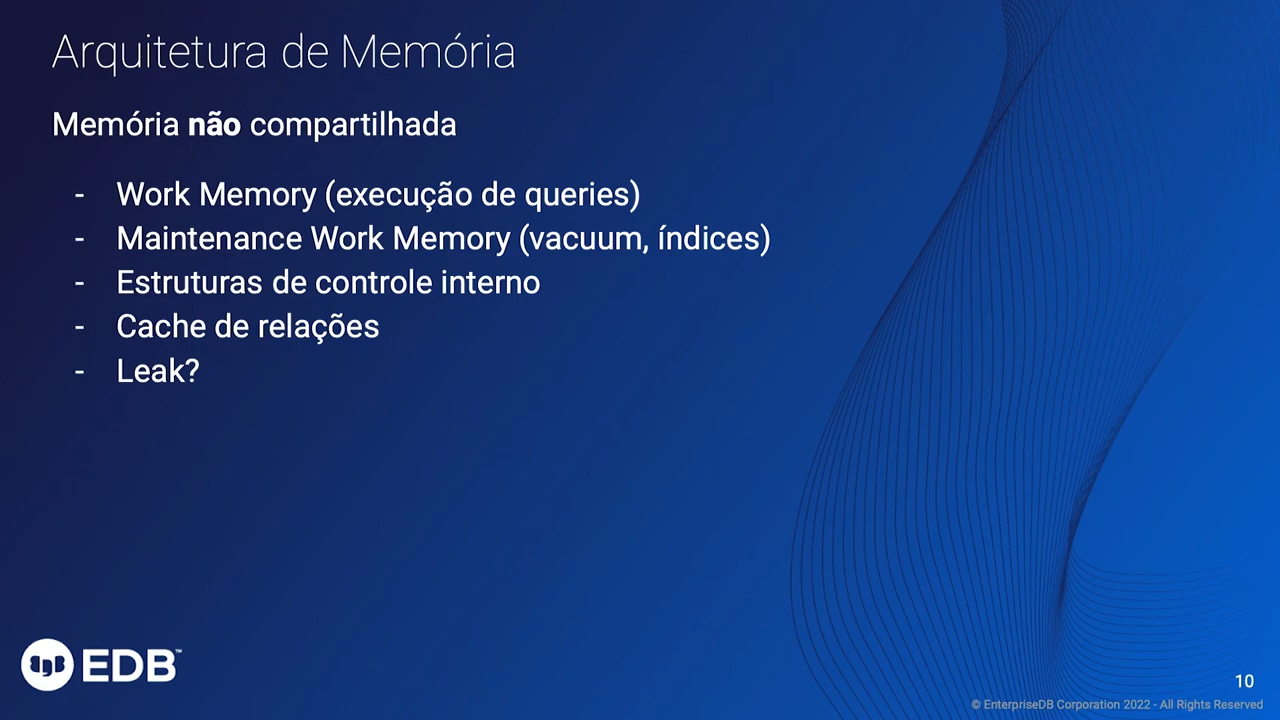 Arquitetura de Memória
Memória não compartilhada
- Work Memory (execução de queries)
- Maintenance Work Memory (vacuum, índices)
- Estruturas de controle interno
- Cache de relações
- Leak?
EDB™
10
© EnterpriseDB Corporation 2022 - All Rights Reserved